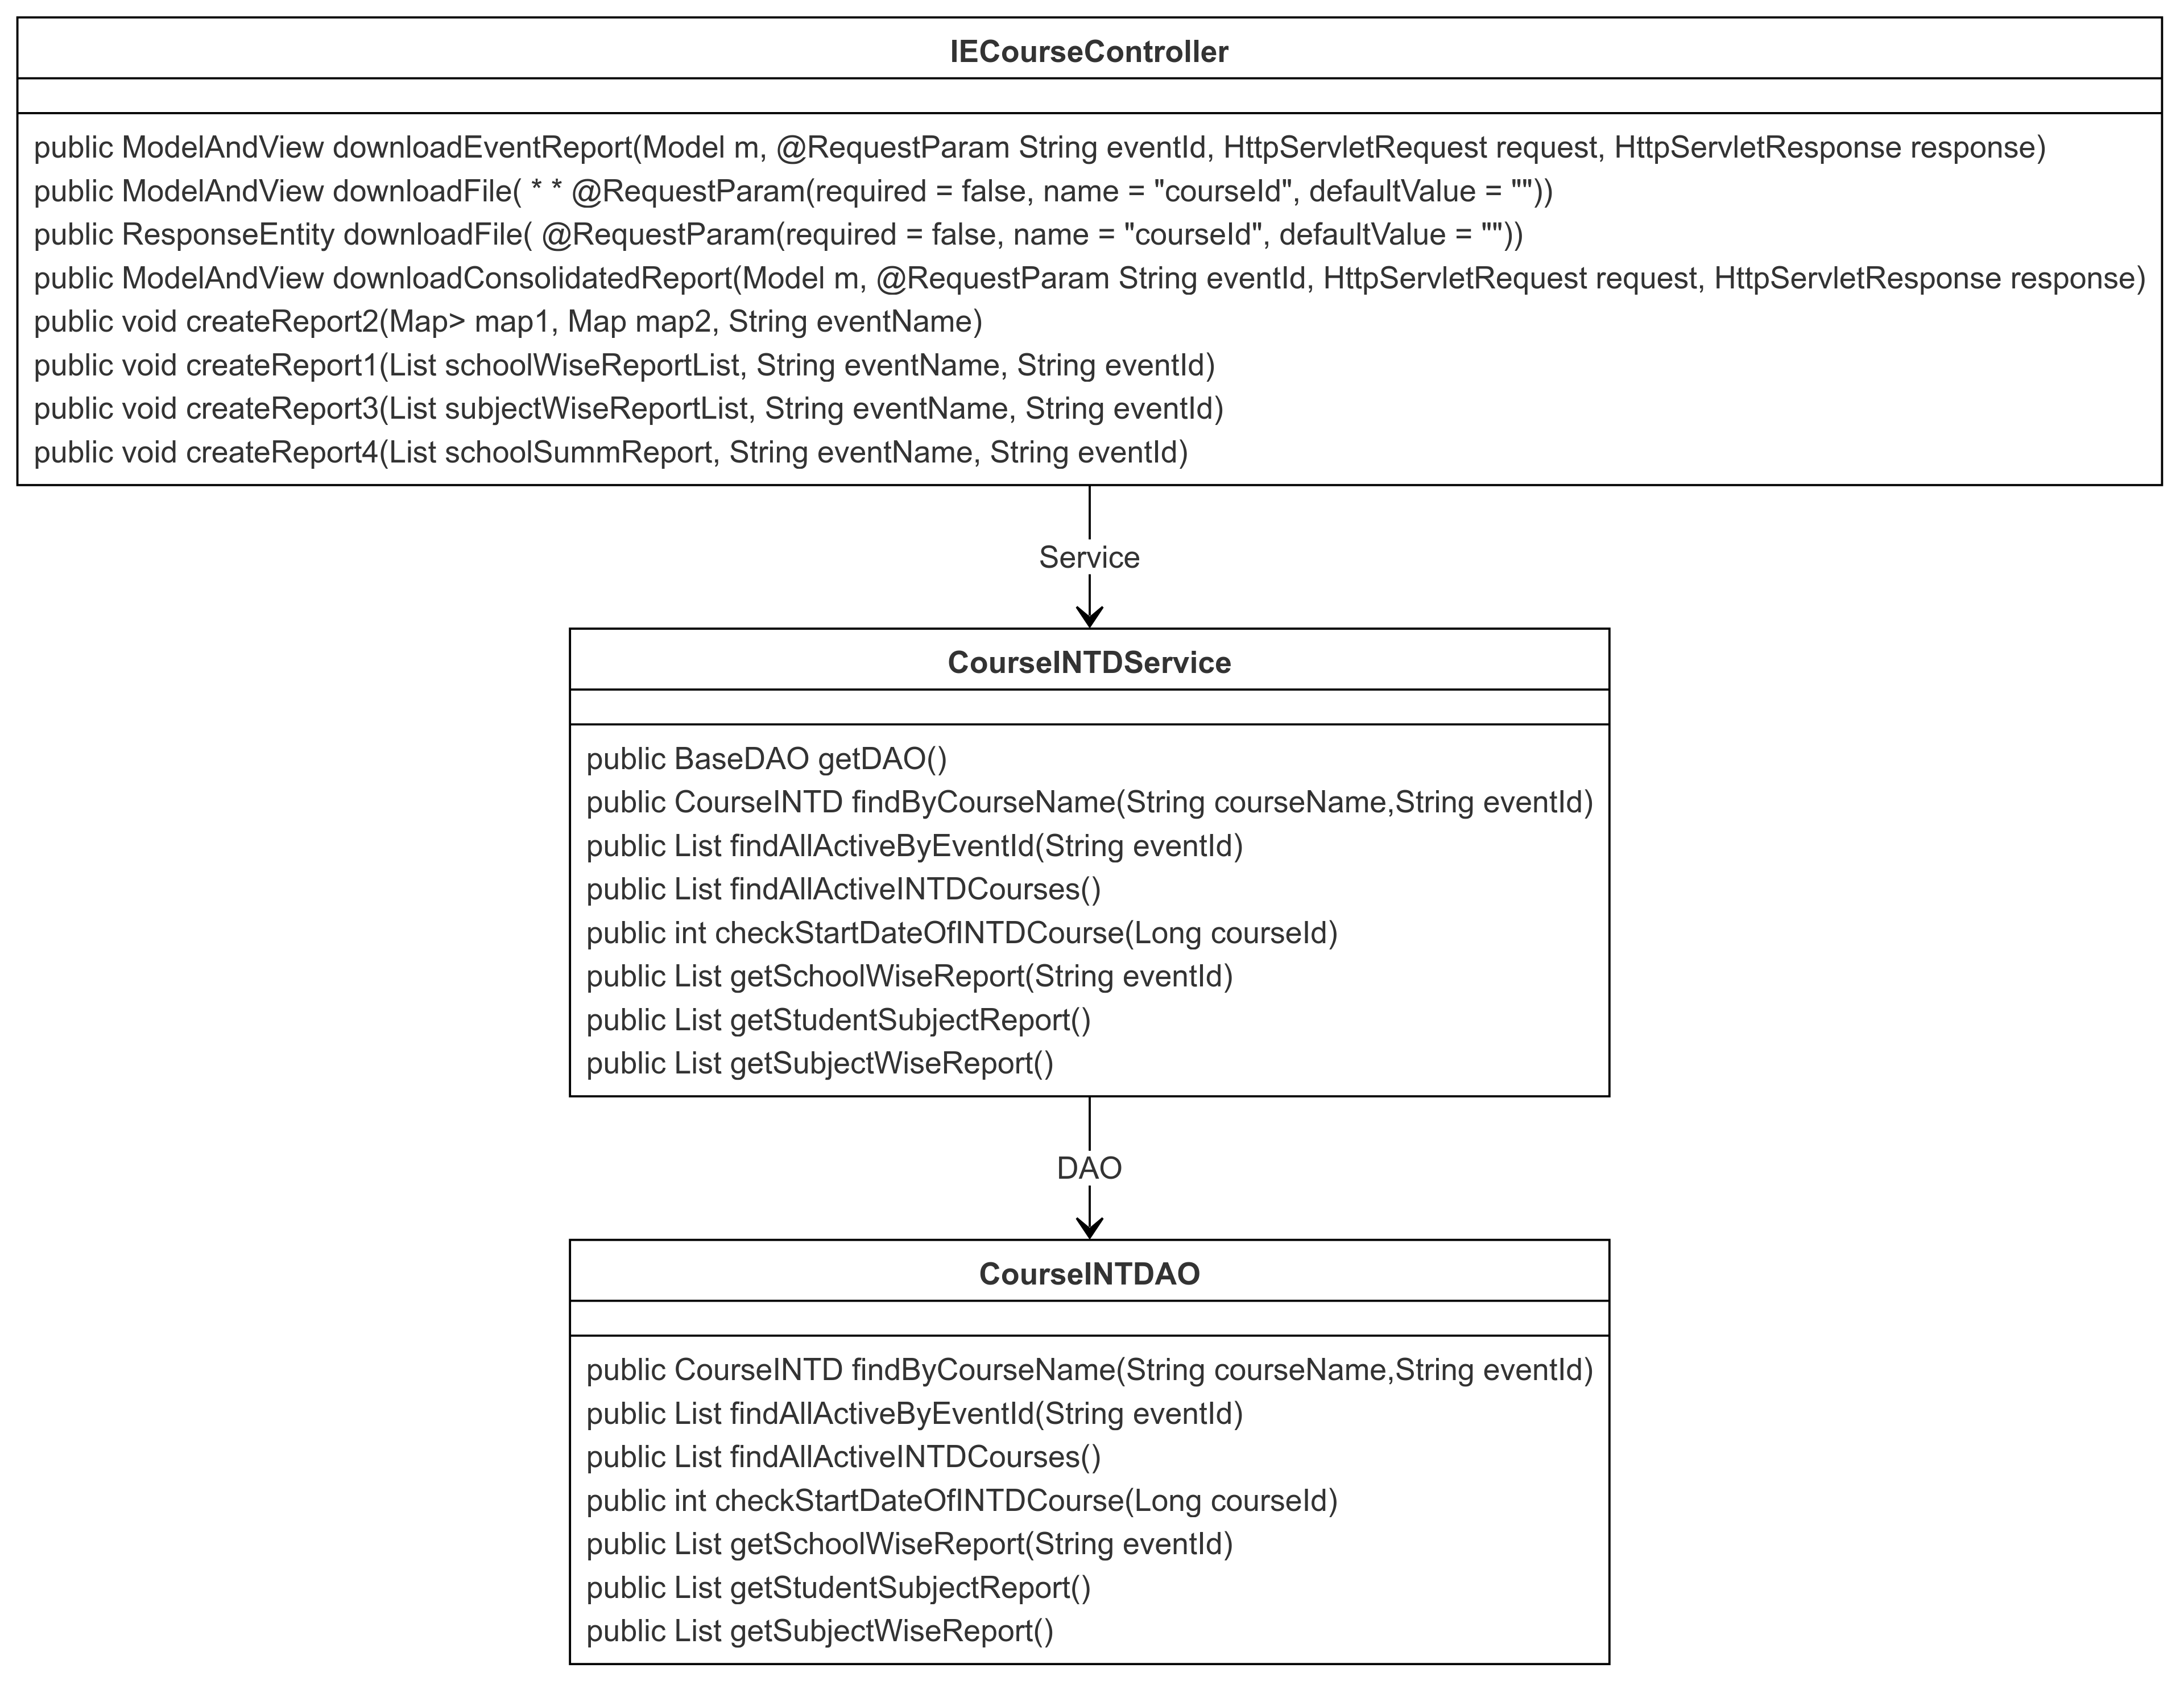 IECourseController
public ModelAndView downloadEventReport(Model m, @RequestParam String eventId, HttpServletRequest request, HttpServletResponse response)
public ModelAndView downloadFile( * * @RequestParam(required = false, name = "courseId", defaultValue = ""))
public ResponseEntity downloadFile( @RequestParam(required = false, name = "courseId", defaultValue = ""))
public ModelAndView downloadConsolidatedReport(Model m, @RequestParam String eventId, HttpServletRequest request, HttpServletResponse response)
public void createReport2(Map> map1, Map map2, String eventName)
public void createReport1(List schoolWiseReportList, String eventName, String eventId)
public void createReport3(List subjectWiseReportList, String eventName, String eventId)
public void createReport4(List schoolSummReport, String eventName, String eventId)
Service
CourseINTDService
public BaseDAO getDAO()
public CourseINTD findByCourseName(String courseName,String eventId)
public List findAllActiveByEventId(String eventId)
public List findAllActiveINTDCourses()
public int checkStartDateOfINTDCourse(Long courseId)
public List getSchoolWiseReport(String eventId)
public List getStudentSubjectReport()
public List getSubjectWiseReport()
DAO
CourseINTDAO
public CourseINTD findByCourseName(String courseName,String eventId)
public List findAllActiveByEventId(String eventId)
public List findAllActiveINTDCourses()
public int checkStartDateOfINTDCourse(Long courseId)
public List getSchoolWiseReport(String eventId)
public List getStudentSubjectReport()
public List getSubjectWiseReport()